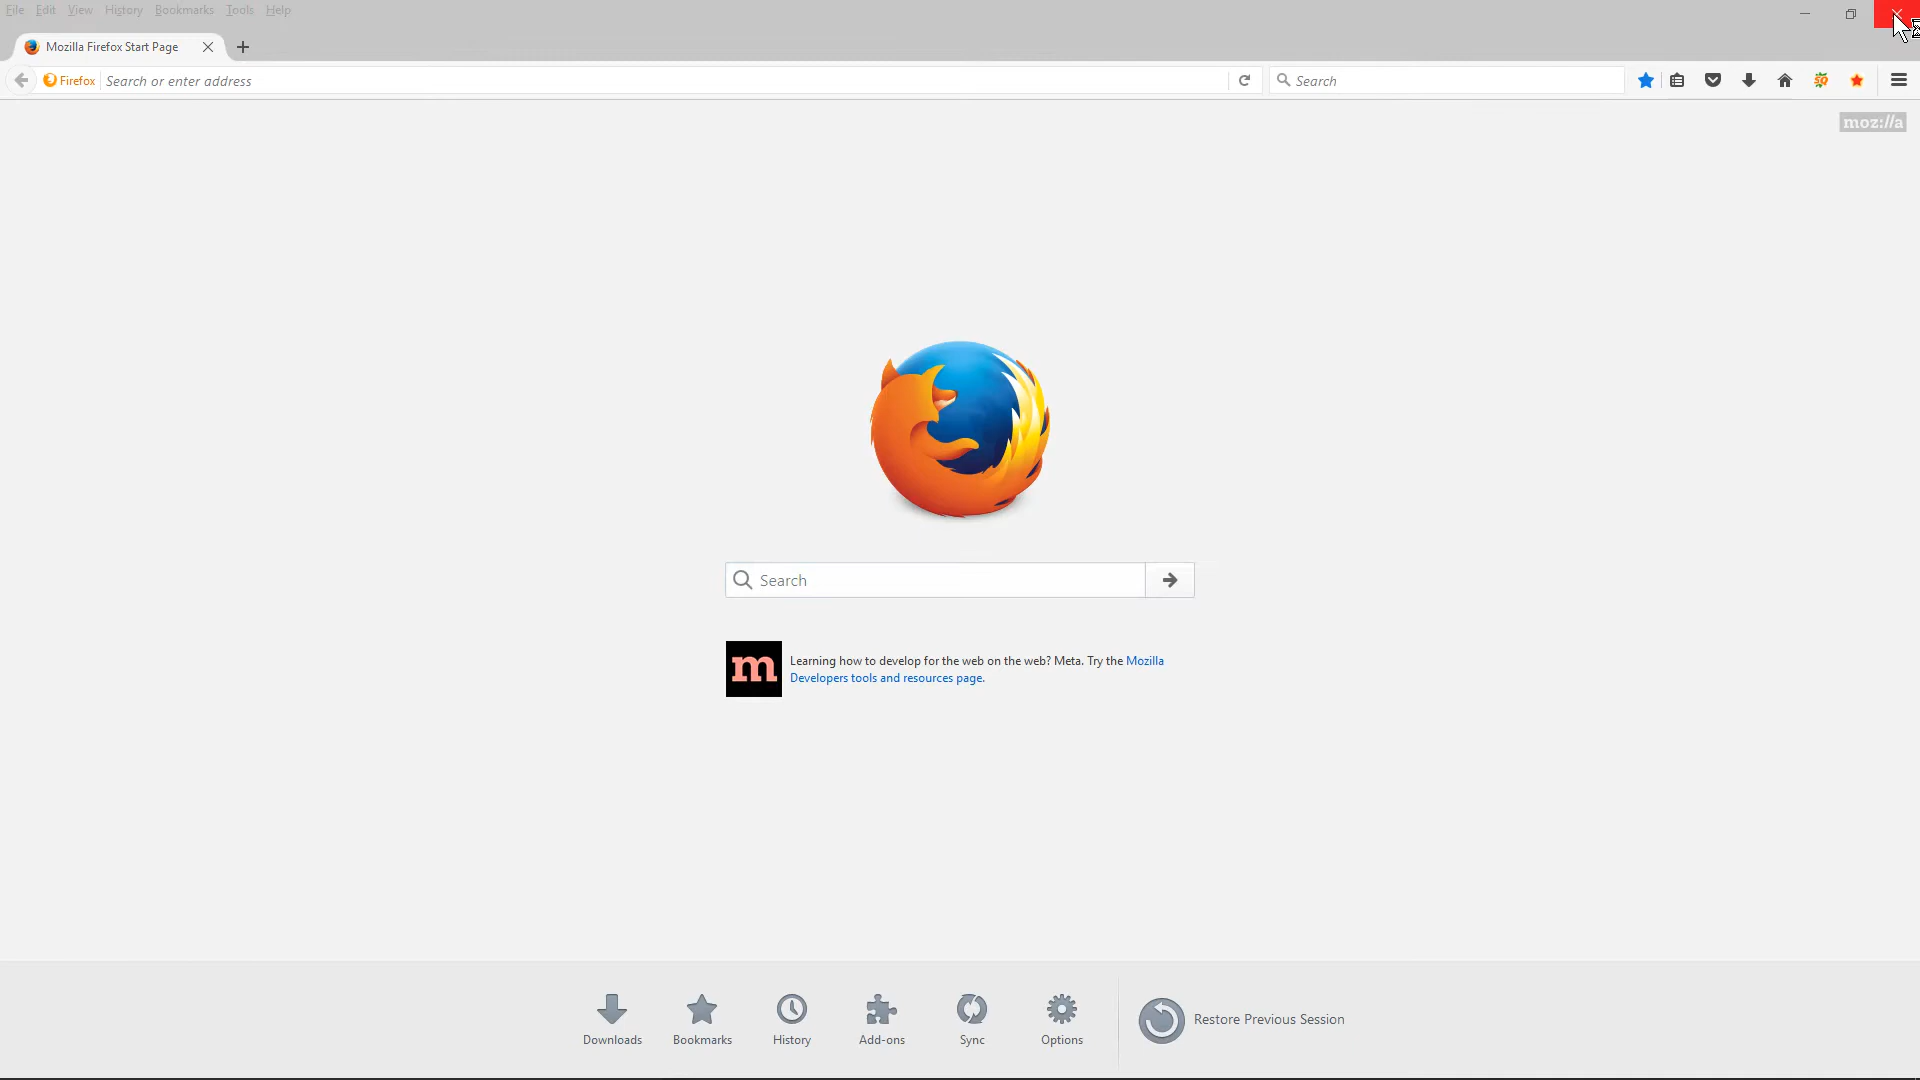 File Edit View History Bookmarks Tools Help
Mozilla Firefox Start Page
Firefox Search or enter address
Search
moz://a
Search
m
Learning how to develop for the web on the web? Meta. Try the Mozilla
Developers tools and resources page.
Downloads Bookmarks History Add-ons Sync Options Restore Previous Session